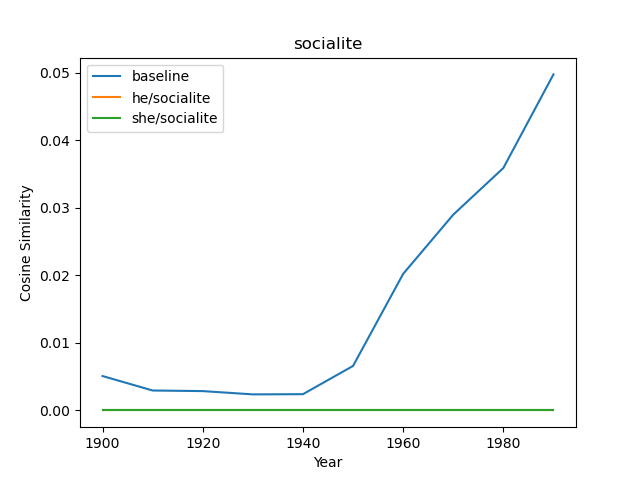 socialite
baseline
he/socialite
she/socialite
0.05
0.04
0.03
0.02
0.01
0.00
Cosine Similarity
1900 1920 1940 1960 1980
Year